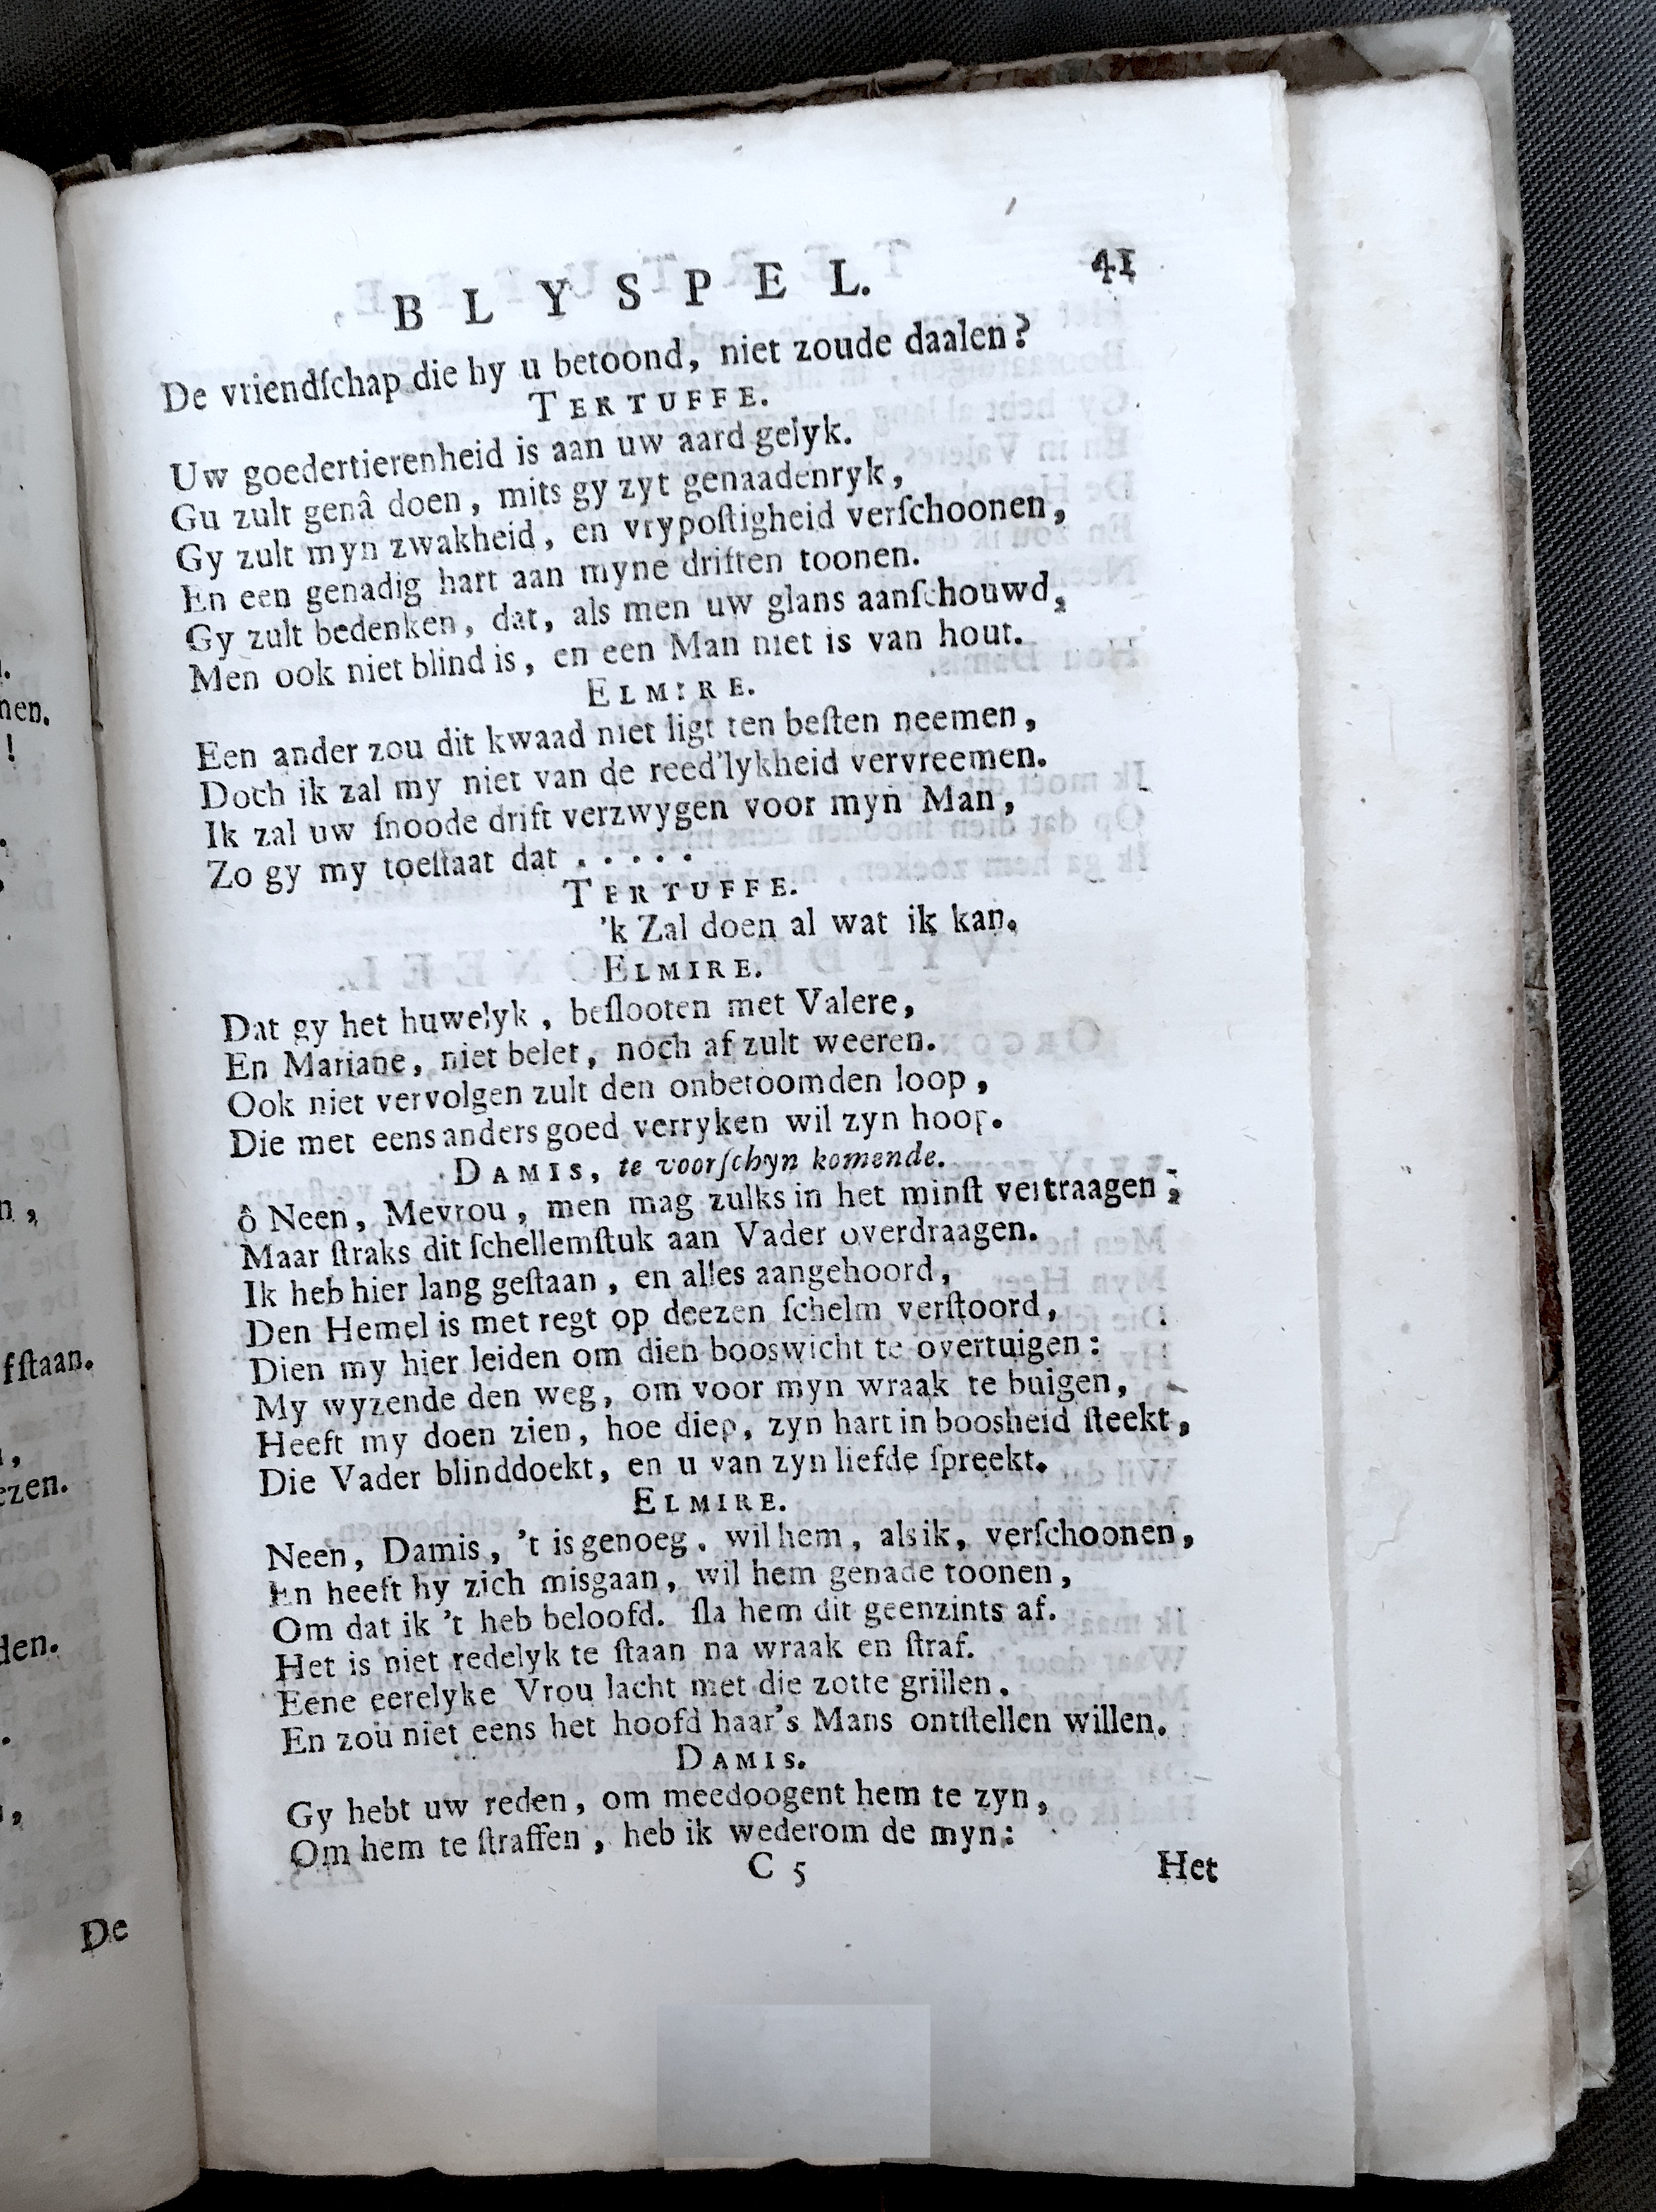 BLYSPEL. 41
De vriendſchap die hy u betoond, niet zoude daalen?
TERTUFFE.
Uw goedertierenheid is aan uw aard gelyk.
Gu zult genâ doen, mits gy zyt genaadenryk,
Gy zult myn zwakheid, en vrypoſtigheid verſchoonen,
En een genadig hart aan myne driften toonen.
Gy zult bedenken, dat, als men uw glans aanſchouwd,
Men ook niet blind is, en een Man niet is van hout.
ELMIRE.
Een ander zou dit kwaad niet ligt ten beſten neemen,
Doch ik zal my niet van de reed'lykheid vervreemen.
Ik zal uw ſnoode drift verzwygen voor myn Man,
Zo gy my toeſtaat dat . . . . .
TERTUFFE.
'k Zal doen al wat ik kan.
ELMIRE.
Dat gy het huwelyk, beſlooten met Valere,
En Mariane, niet belet, noch af zult weeren.
Ook niet vervolgen zult den onbetoomden loop,
Die met eens anders goed verryken wil zyn hoop.
DAMIS, te voorſchyn komende.
ô Neen, Mevrou, men mag zulks in het minſt vertraagen;
Maar ſtraks dit ſchellemſtuk aan Vader overdraagen.
Ik heb hier lang geſtaan, en alles aangehoord,
Den Hemel is met regt op deezen ſchelm verſtoord,
Dien my hier leiden om dien booswicht te overtuigen:
My wyzende den weg, om voor myn wraak te buigen,
Heeft my doen zien, hoe diep, zyn hart in boosheid ſteekt,
Die Vader blinddoekt, en u van zyn liefde ſpreekt.
ELMIRE.
Neen, Damis, 't is genoeg. wil hem, als ik, verſchoonen,
En heeft hy zich misgaan, wil hem genade toonen,
Om dat ik 't heb beloofd. ſla hem dit geenzints af.
Het is niet redelyk te ſtaan na wraak en ſtraf.
Eene eerelyke Vrou lacht met die zotte grillen.
En zou niet eens het hoofd haar's Mans ontſtellen willen.
DAMIS.
Gy hebt uw reden, om meedoogent hem te zyn,
Om hem te ſtraffen, heb ik wederom de myn:
C 5 Het
nen.
!
n,
fſtaan.
ezen.
den.
De